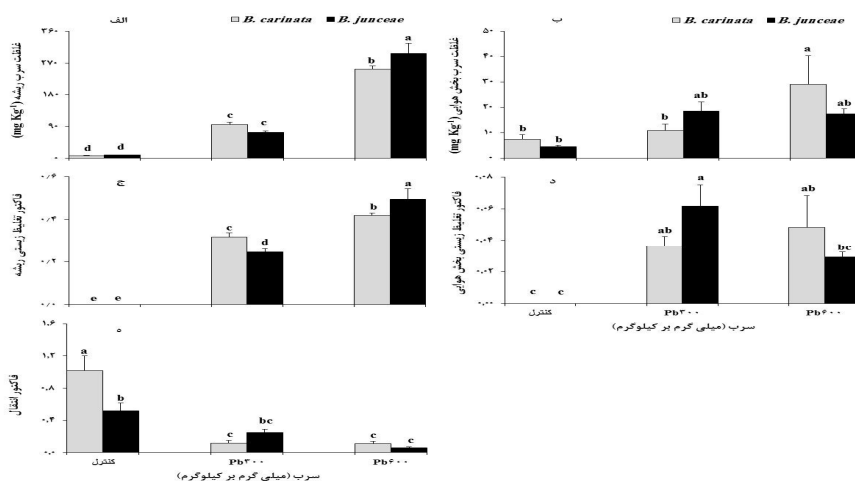 الف
B. carinata B. junceae
غلظت سرب ریشه (mg Kg-1)
۳۶۰
۲۷۰
۱۸۰
۹۰
۰
d d
c c
b a
ب
B. carinata B. junceae
غلظت سرب بخش هوایی (mg Kg-1)
۵۰
۴۰
۳۰
۲۰
۱۰
۰
b b
b ab
a ab
ج
فاکتور تغلیظ زیستی ریشه
۰/۶
۰/۴
۰/۲
۰/۰
e e
c d
b a
د
فاکتور تغلیظ زیستی بخش هوایی
۰.۰۸
۰.۰۶
۰.۰۴
۰.۰۲
۰.۰۰
c c
ab a
ab bc
کنترل Pb۳۰۰ Pb۶۰۰
سرب (میلی گرم بر کیلوگرم)
ه
فاکتور انتقال
۱.۶
۱.۲
۰.۸
۰.۴
۰.۰
a b
c bc
c c
کنترل Pb۳۰۰ Pb۶۰۰
سرب (میلی گرم بر کیلوگرم)